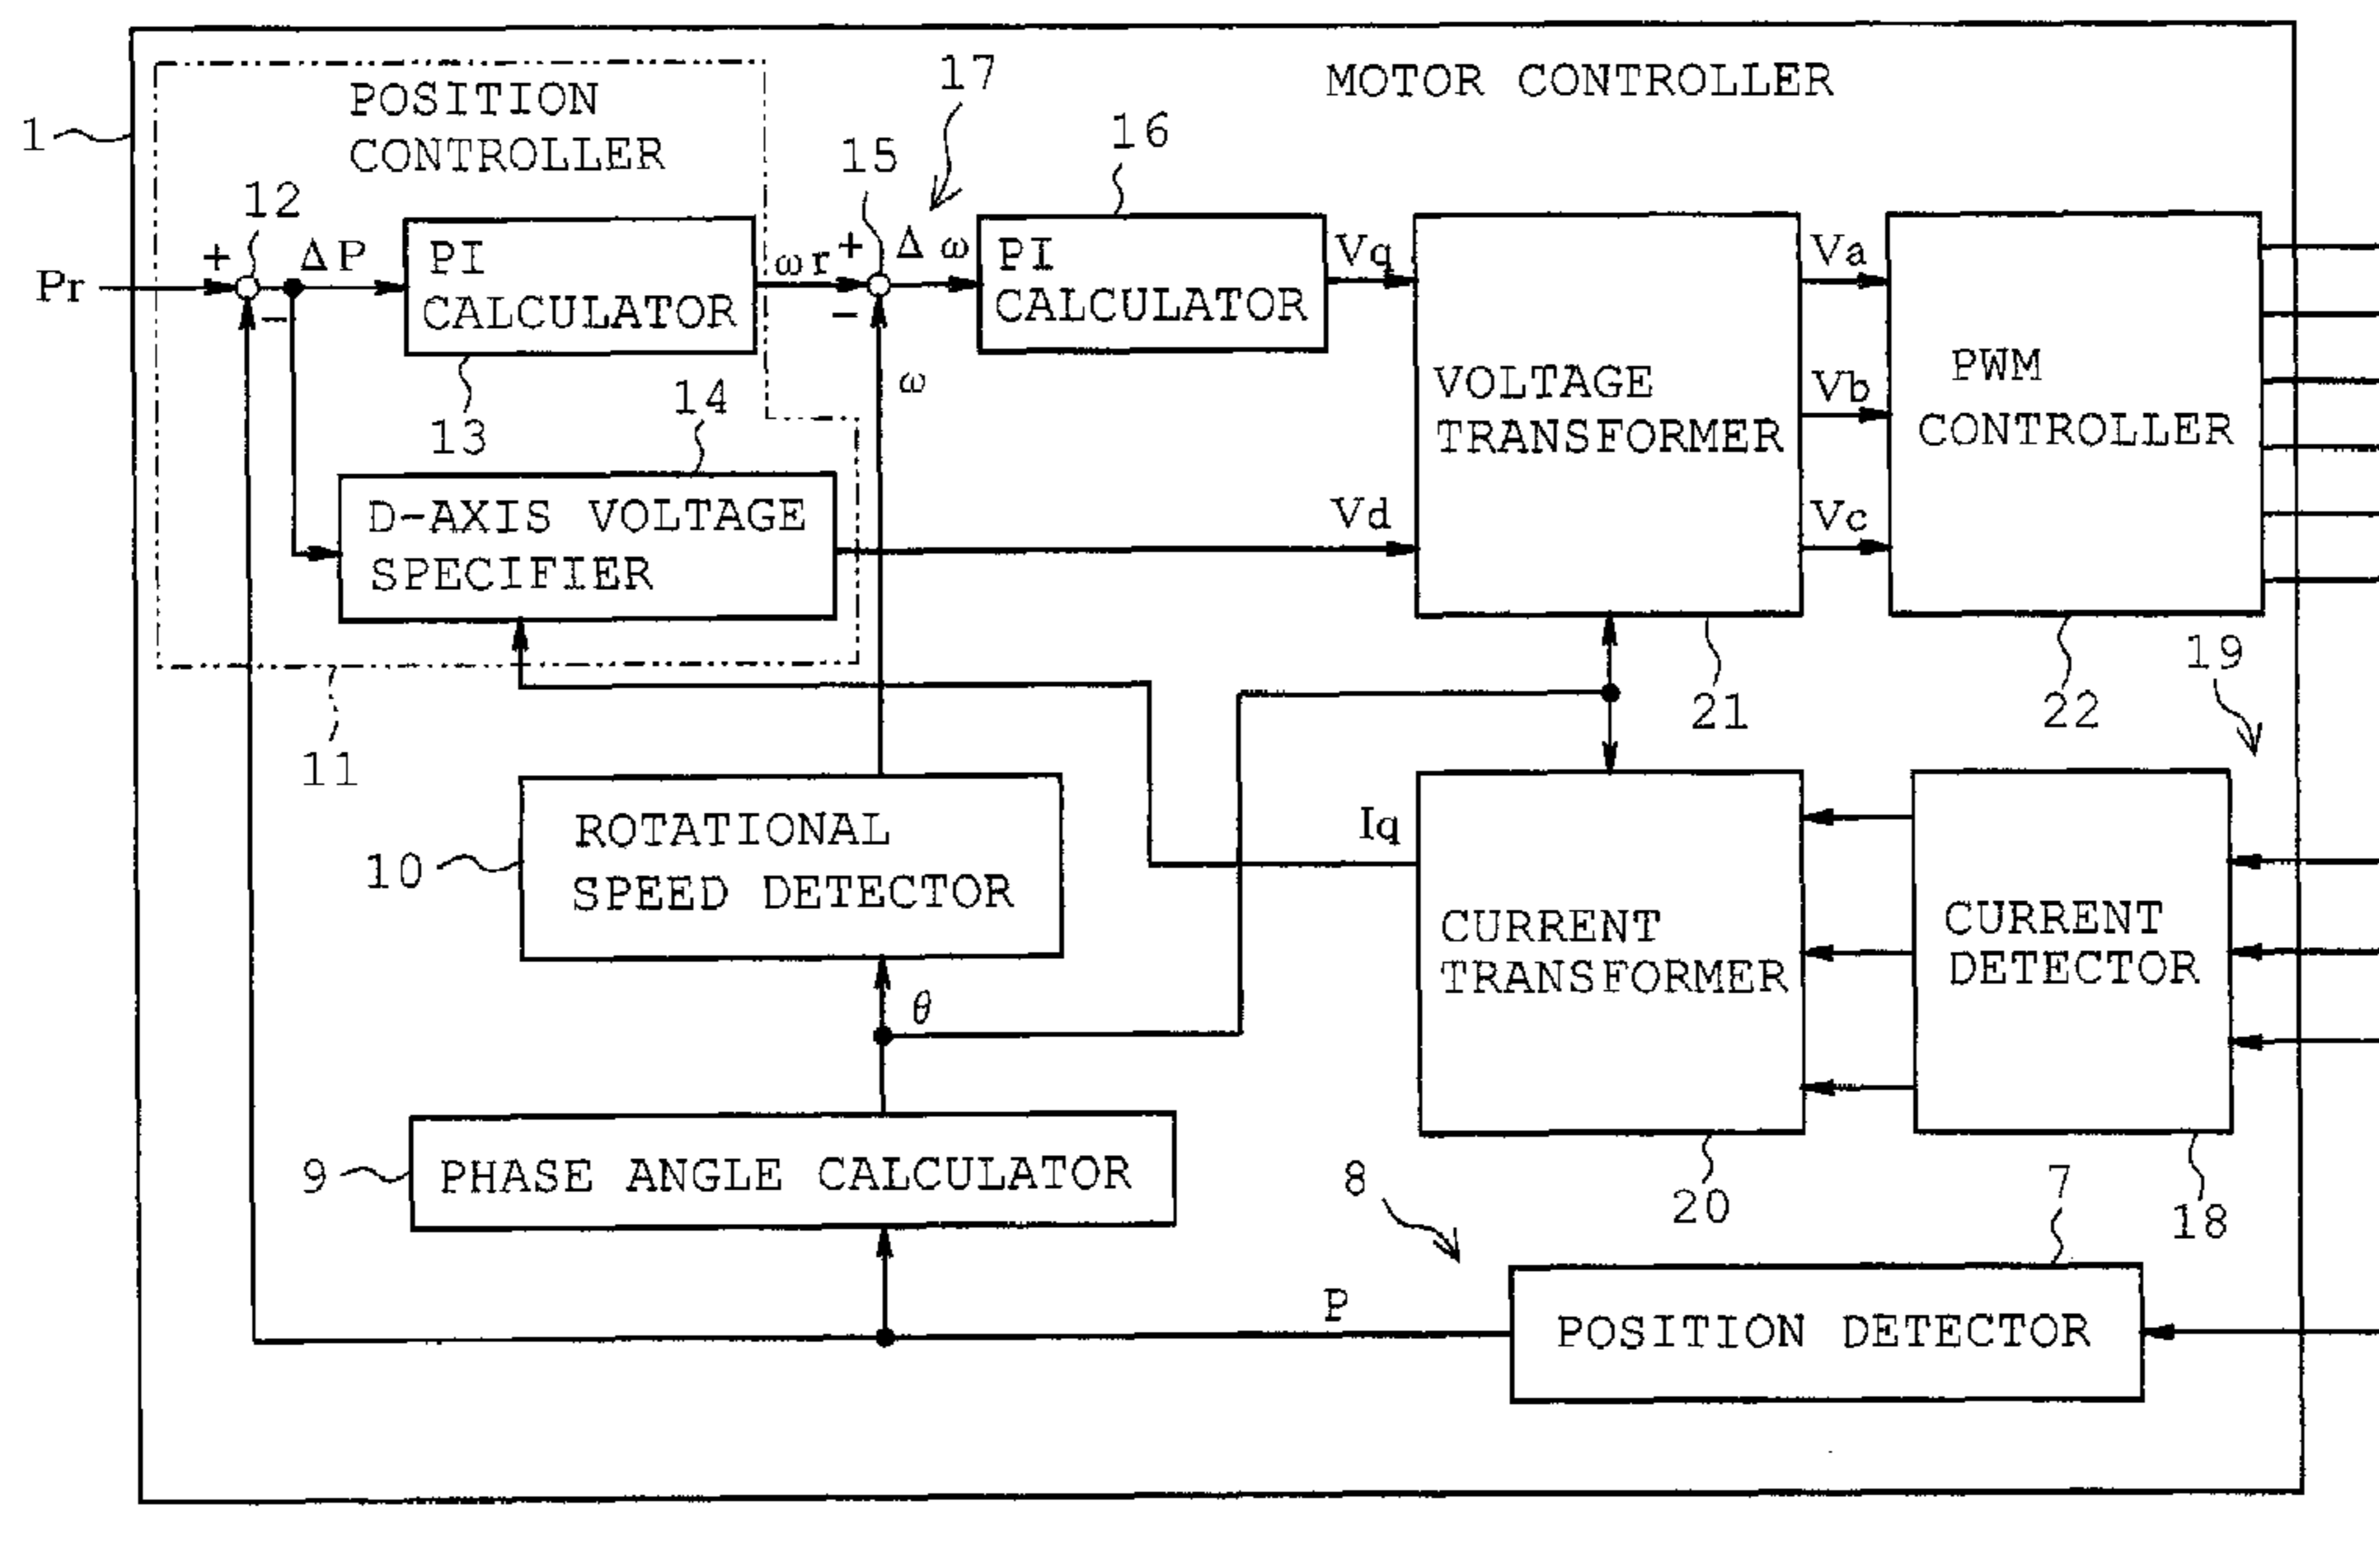 MOTOR CONTROLLER
1
POSITION
CONTROLLER
17
16
15
12
+
ΔP
Pr
-
PI
CALCULATOR
13
ωr
+
Δω
-
ω
PI
CALCULATOR
Vq
VOLTAGE
TRANSFORMER
21
Va
Vb
Vc
PWM
CONTROLLER
22
14
D-AXIS VOLTAGE
SPECIFIER
Vd
11
19
10
ROTATIONAL
SPEED DETECTOR
Iq
CURRENT
TRANSFORMER
20
CURRENT
DETECTOR
18
θ
9
PHASE ANGLE CALCULATOR
8
7
P
POSITION DETECTOR